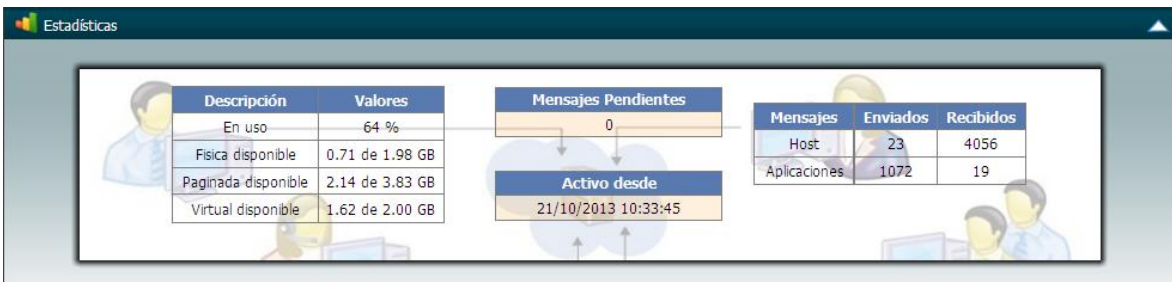 Estadísticas
Descripción Valores
En uso 64 %
Fisica disponible 0.71 de 1.98 GB
Paginada disponible 2.14 de 3.83 GB
Virtual disponible 1.62 de 2.00 GB
Mensajes Pendientes
0
Activo desde
21/10/2013 10:33:45
Mensajes Enviados Recibidos
Host 23 4056
Aplicaciones 1072 19